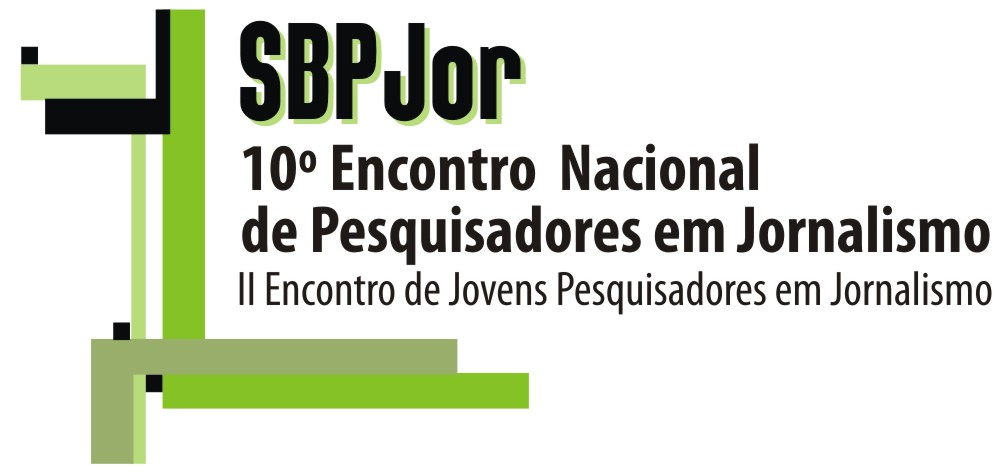 SBPJor
10º Encontro Nacional
de Pesquisadores em Jornalismo
II Encontro de Jovens Pesquisadores em Jornalismo